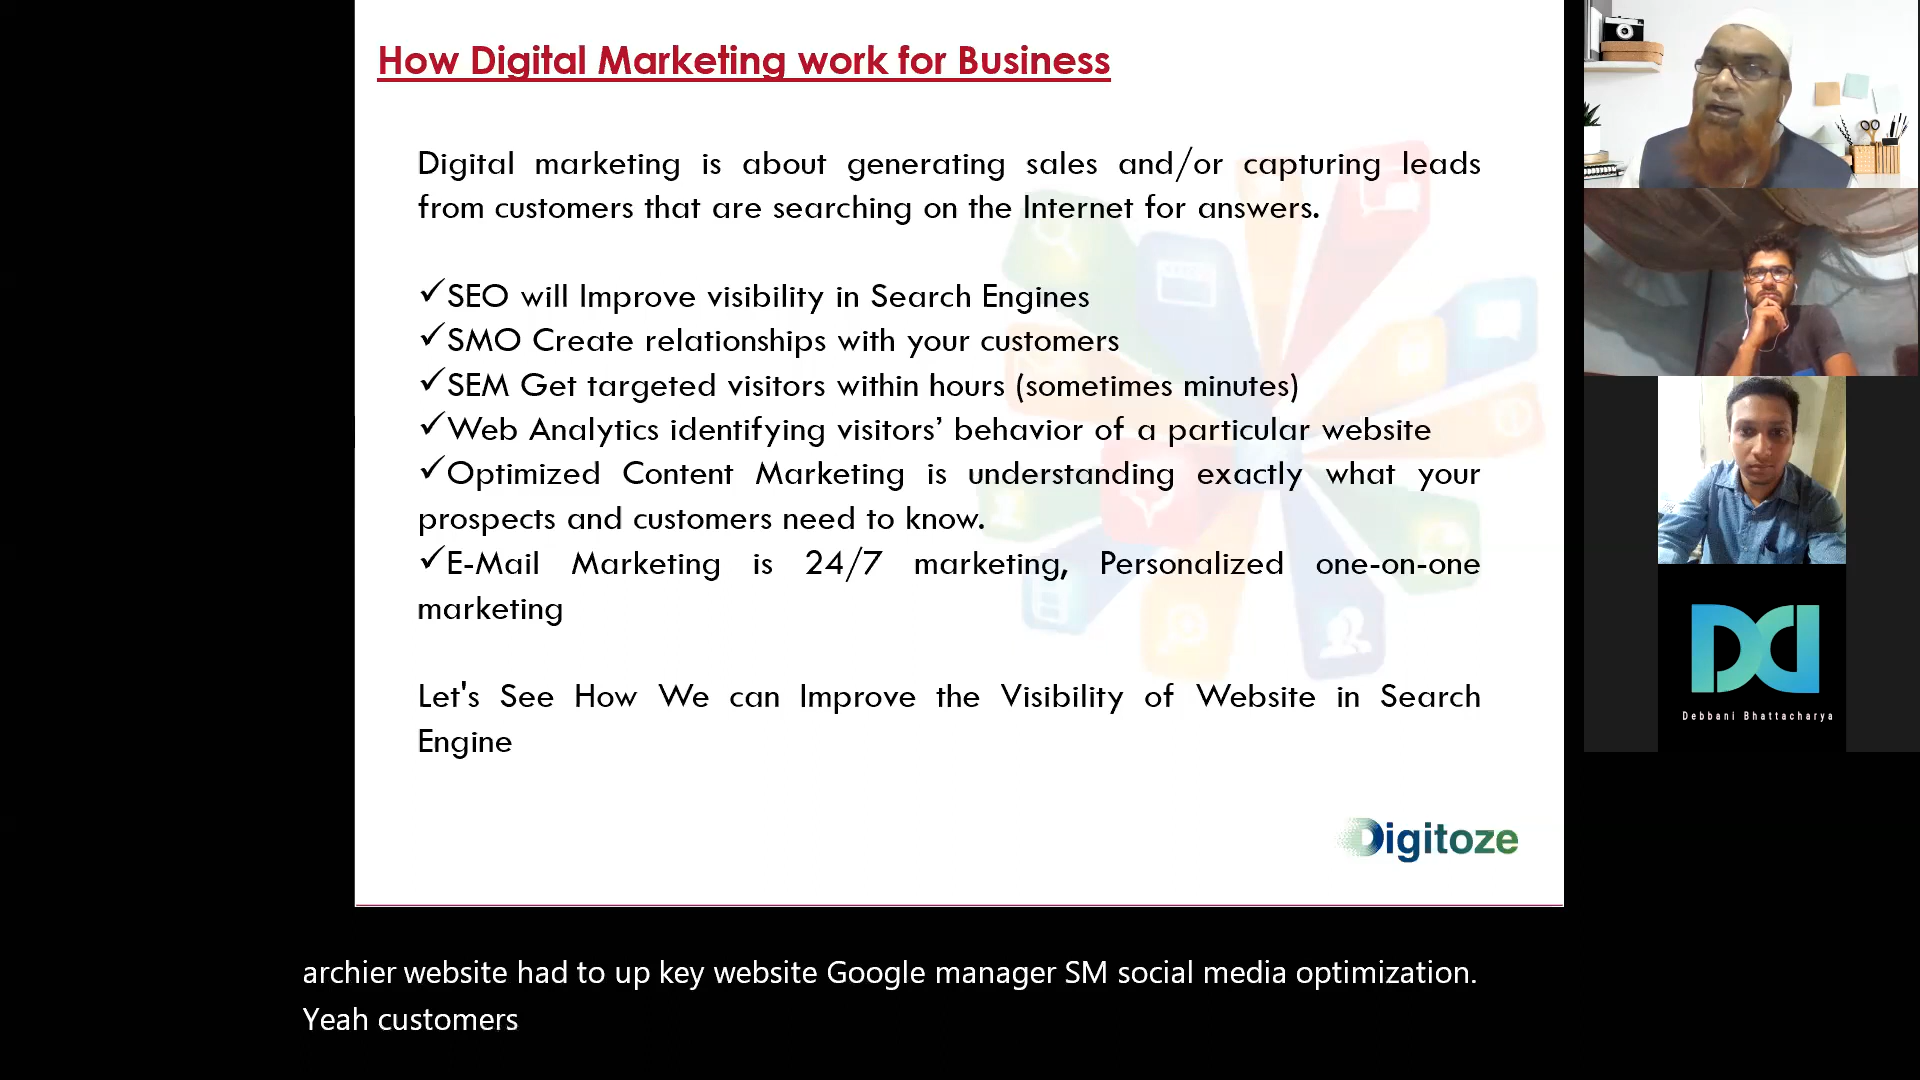 How Digital Marketing work for Business
Digital marketing is about generating sales and/or capturing leads
from customers that are searching on the Internet for answers.
✓SEO will Improve visibility in Search Engines
✓SMO Create relationships with your customers
✓SEM Get targeted visitors within hours (sometimes minutes)
✓Web Analytics identifying visitors’ behavior of a particular website
✓Optimized Content Marketing is understanding exactly what your
prospects and customers need to know.
✓E-Mail Marketing is 24/7 marketing, Personalized one-on-one
marketing
Let's See How We can Improve the Visibility of Website in Search
Engine
Digitoze
DD
Debbani Bhattacharya
archier website had to up key website Google manager SM social media optimization.
Yeah customers